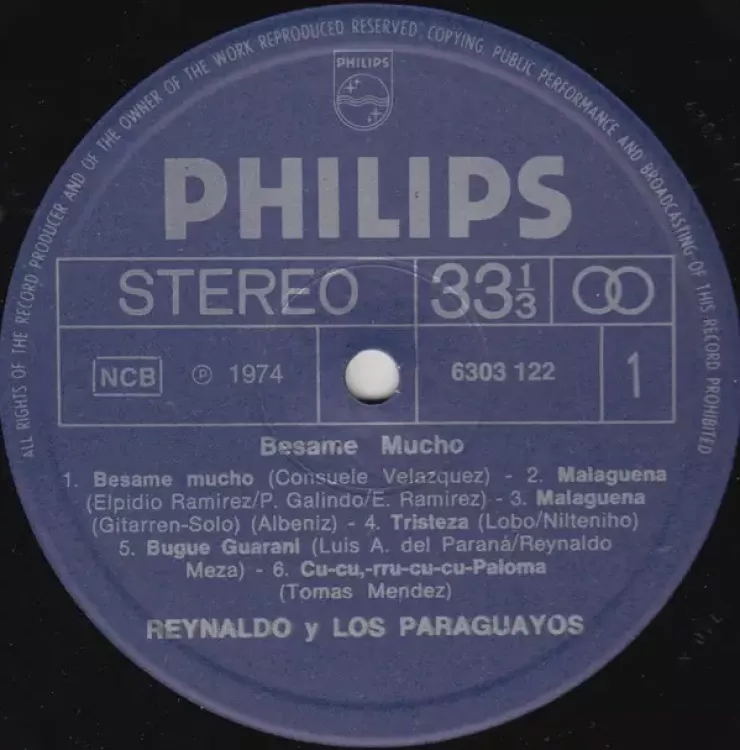 ALL RIGHTS OF THE RECORD PRODUCER AND OF THE OWNER OF THE WORK REPRODUCED RESERVED. COPYING, PUBLIC PERFORMANCE AND BROADCASTING OF THIS RECORD PROHIBITED
PHILIPS
PHILIPS
STEREO 33 1/3
NCB ℗ 1974 6303 122 1
Besame Mucho
1. Besame mucho (Consuele Velazquez) - 2. Malaguena
(Elpidio Ramirez/P. Galindo/E. Ramirez) - 3. Malaguena
(Gitarren-Solo) (Albeniz) - 4. Tristeza (Lobo/Nilteniho)
5. Bugue Guarani (Luis A. del Paraná/Reynaldo
Meza) - 6. Cu-cu,-rru-cu-cu-Paloma
(Tomas Mendez)
REYNALDO y LOS PARAGUAYOS